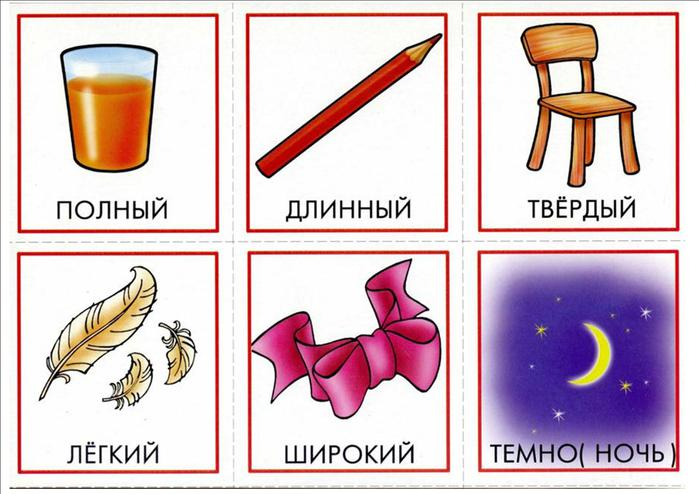 ПОЛНЫЙ
ДЛИННЫЙ
ТВЁРДЫЙ
ЛЁГКИЙ
ШИРОКИЙ
ТЕМНО( НОЧЬ)